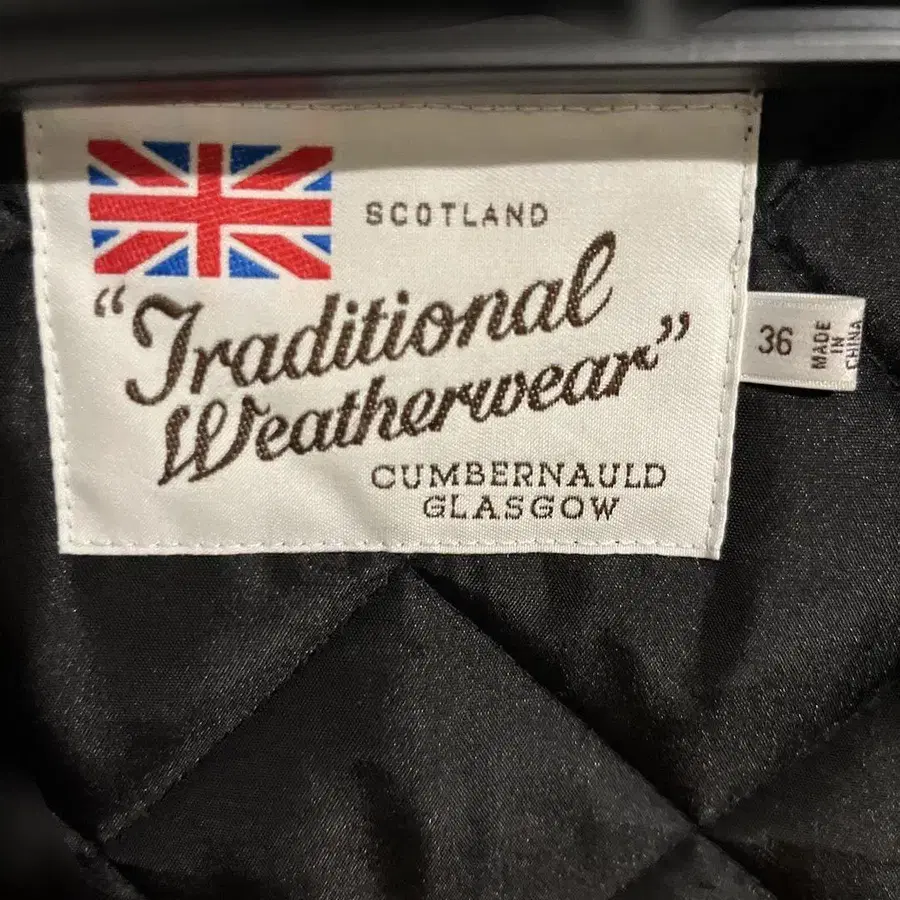 SCOTLAND
“Traditional
Weatherwear”
CUMBERNAULD
GLASGOW
36
MADE
IN
CHINA